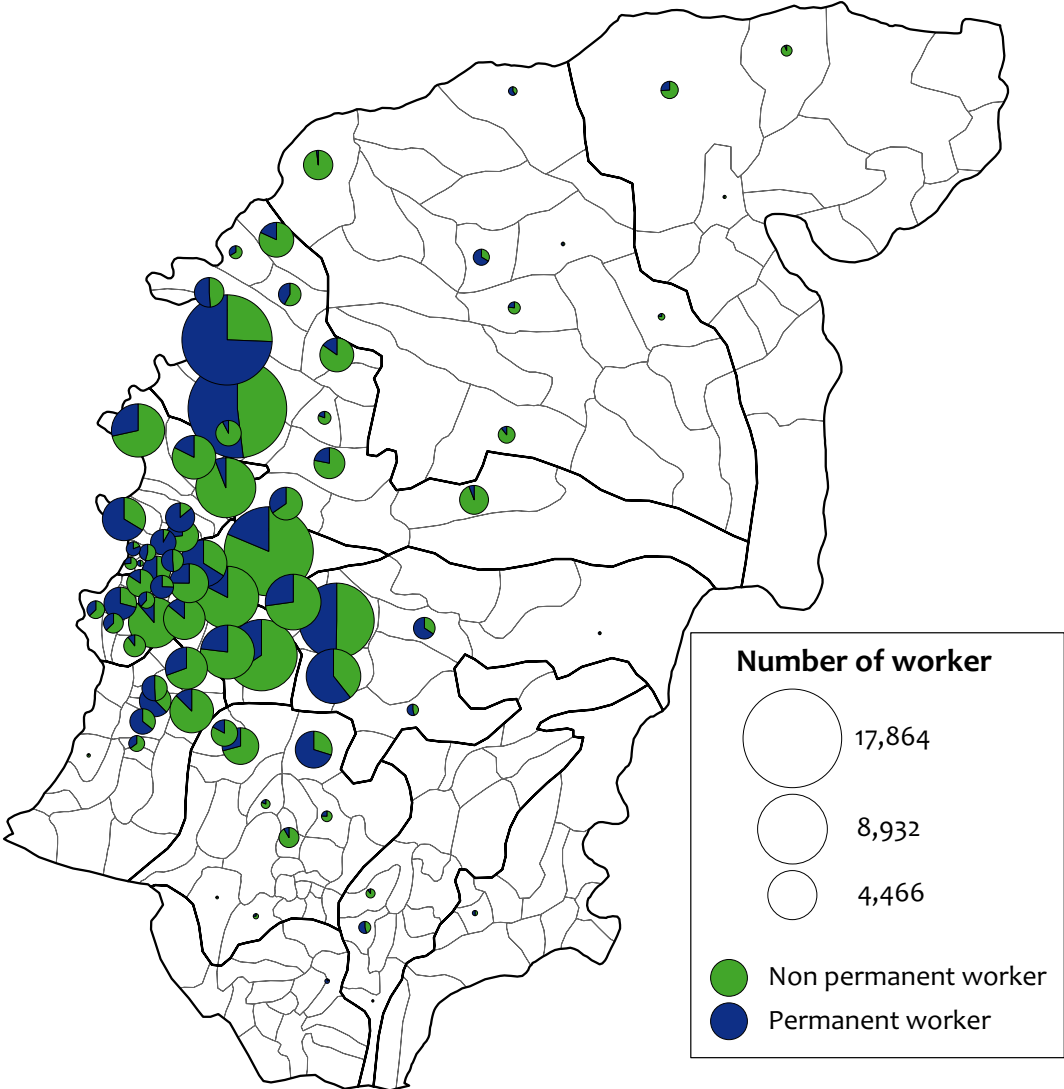 Number of worker
17,864
8,932
4,466
Non permanent worker
Permanent worker